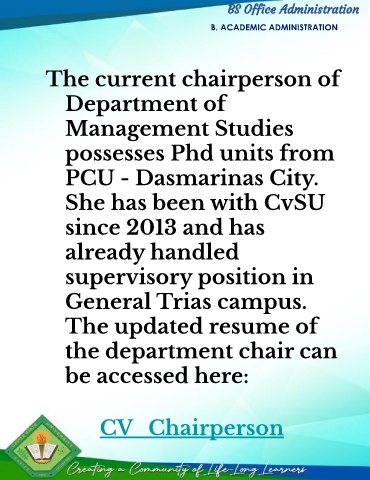 BS Office Administration
B. ACADEMIC ADMINISTRATION
The current chairperson of
Department of
Management Studies
possesses Phd units from
PCU - Dasmarinas City.
She has been with CvSU
since 2013 and has
already handled
supervisory position in
General Trias campus.
The updated resume of
the department chair can
be accessed here:
CV Chairperson
Creating a Community of Life-Long Learners